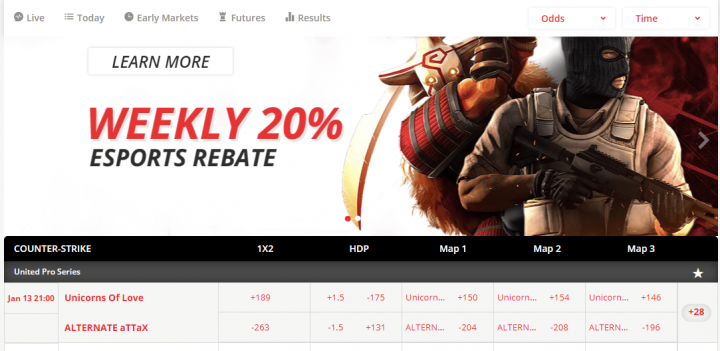 Live Today Early Markets Futures Results Odds Time
LEARN MORE
WEEKLY 20%
ESPORTS REBATE
COUNTER-STRIKE 1X2 HDP Map 1 Map 2 Map 3
United Pro Series
Jan 13 21:00 Unicorns Of Love +189 +1.5 -175 Unicorn... +150 Unicorn... +154 Unicorn... +146
+28
ALTERNATE aTTaX -263 -1.5 +131 ALTERN... -204 ALTERN... -208 ALTERN... -196